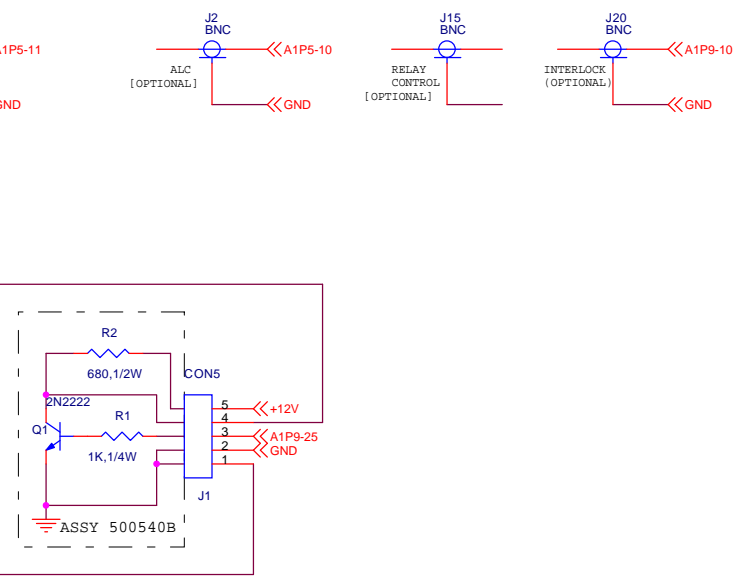 J2
BNC
J15
BNC
J20
BNC
A1P5-11
A1P5-10
A1P9-10
ALC
[OPTIONAL]
RELAY
CONTROL
[OPTIONAL]
INTERLOCK
(OPTIONAL)
GND
GND
GND
R2
680,1/2W
CON5
2N2222
R1
Q1
1K,1/4W
5
4
3
2
1
+12V
A1P9-25
GND
J1
ASSY 500540B